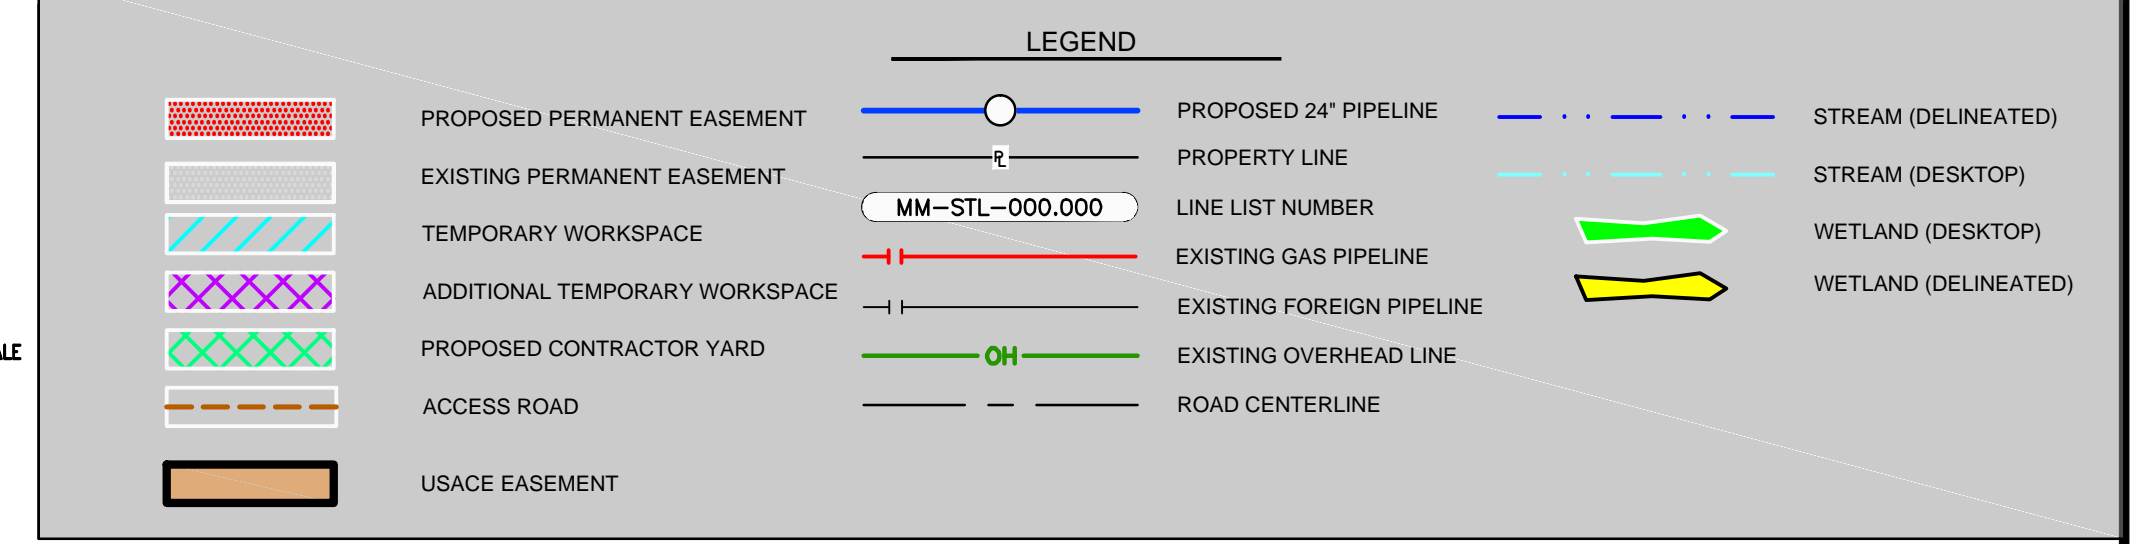 LEGEND
PROPOSED PERMANENT EASEMENT
EXISTING PERMANENT EASEMENT
TEMPORARY WORKSPACE
ADDITIONAL TEMPORARY WORKSPACE
PROPOSED CONTRACTOR YARD
ACCESS ROAD
USACE EASEMENT
PROPOSED 24" PIPELINE
PL PROPERTY LINE
MM-STL-000.000 LINE LIST NUMBER
EXISTING GAS PIPELINE
EXISTING FOREIGN PIPELINE
OH EXISTING OVERHEAD LINE
ROAD CENTERLINE
STREAM (DELINEATED)
STREAM (DESKTOP)
WETLAND (DESKTOP)
WETLAND (DELINEATED)